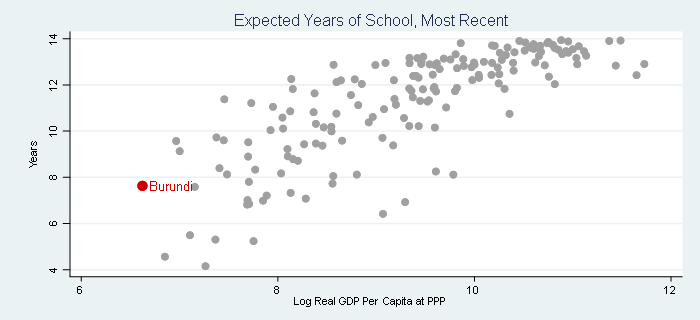 Expected Years of School, Most Recent
14
12
10
8
6
4
Years
Burundi
6
8
10
12
Log Real GDP Per Capita at PPP